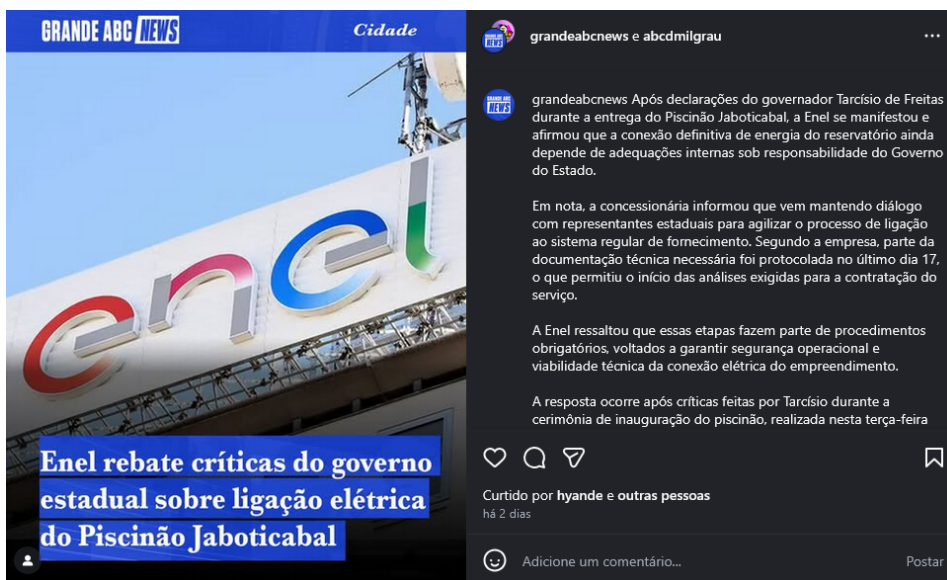 GRANDE ABC NEWS
Cidade
enel
Enel rebate críticas do governo
estadual sobre ligação elétrica
do Piscinão Jaboticabal
grandeabcnews e abcdmilgrau
grandeabcnews Após declarações do governador Tarcísio de Freitas
durante a entrega do Piscinão Jaboticabal, a Enel se manifestou e
afirmou que a conexão definitiva de energia do reservatório ainda
depende de adequações internas sob responsabilidade do Governo
do Estado.
Em nota, a concessionária informou que vem mantendo diálogo
com representantes estaduais para agilizar o processo de ligação
ao sistema regular de fornecimento. Segundo a empresa, parte da
documentação técnica necessária foi protocolada no último dia 17,
o que permitiu o início das análises exigidas para a contratação do
serviço.
A Enel ressaltou que essas etapas fazem parte de procedimentos
obrigatórios, voltados a garantir segurança operacional e
viabilidade técnica da conexão elétrica do empreendimento.
A resposta ocorre após críticas feitas por Tarcísio durante a
cerimônia de inauguração do piscinão, realizada nesta terça-feira
Curtido por hyande e outras pessoas
há 2 dias
Adicione um comentário... Postar